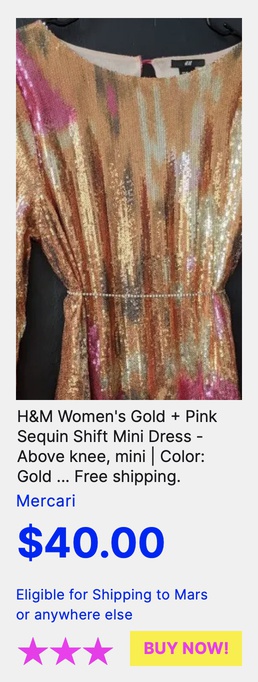 H&M
H&M Women's Gold + Pink
Sequin Shift Mini Dress -
Above knee, mini | Color:
Gold ... Free shipping.
Mercari
$40.00
Eligible for Shipping to Mars
or anywhere else
BUY NOW!